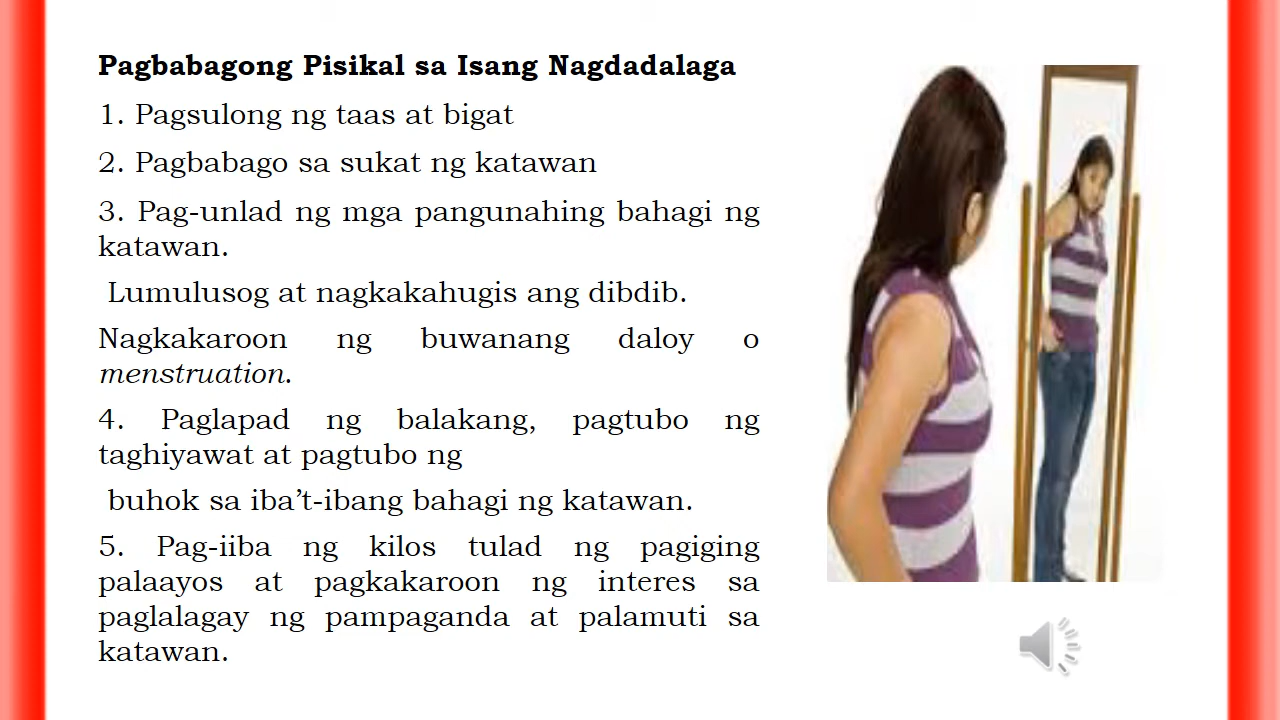 Pagbabagong Pisikal sa Isang Nagdadalaga
1. Pagsulong ng taas at bigat
2. Pagbabago sa sukat ng katawan
3. Pag-unlad ng mga pangunahing bahagi ng
katawan.
Lumulusog at nagkakahugis ang dibdib.
Nagkakaroon ng buwanang daloy o
menstruation.
4. Paglapad ng balakang, pagtubo ng
taghiyawat at pagtubo ng
buhok sa iba't-ibang bahagi ng katawan.
5. Pag-iiba ng kilos tulad ng pagiging
palaayos at pagkakaroon ng interes sa
paglalagay ng pampaganda at palamuti sa
katawan.